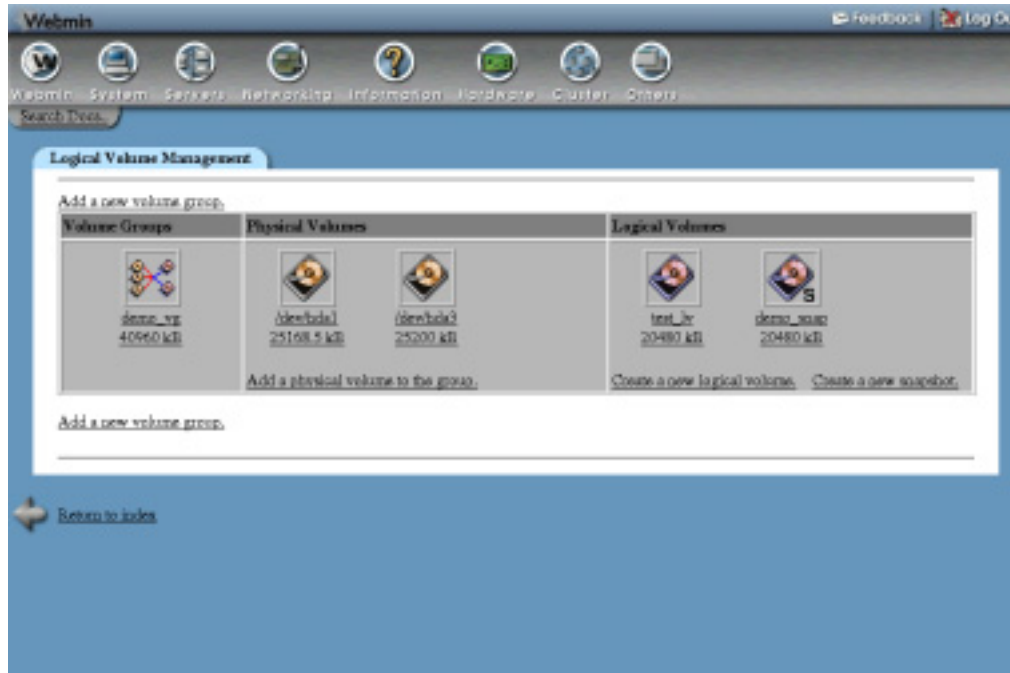 Webmin
Feedback
Log Ou
Webmin System Servers Networking Information Hardware Cluster Others
Search Docs..
Logical Volume Management
Add a new volume group.
Volume Groups Physical Volumes Logical Volumes
demo_vg /dev/hda1 /dev/hda3 test_lv demo_snap
40960 kB 25168.5 kB 25200 kB 20480 kB 20480 kB
S
Add a physical volume to the group. Create a new logical volume. Create a new snapshot.
Add a new volume group.
Return to index